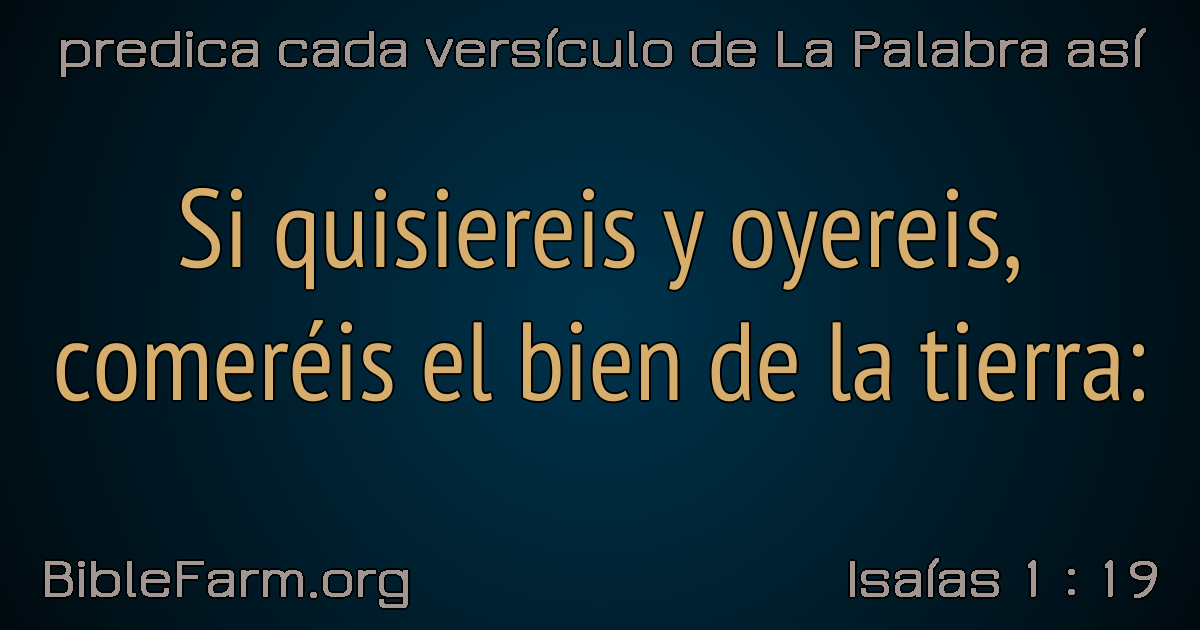 predica cada versículo de La Palabra así
Si quisiereis y oyereis,
comeréis el bien de la tierra:
BibleFarm.org
Isaías 1 : 19